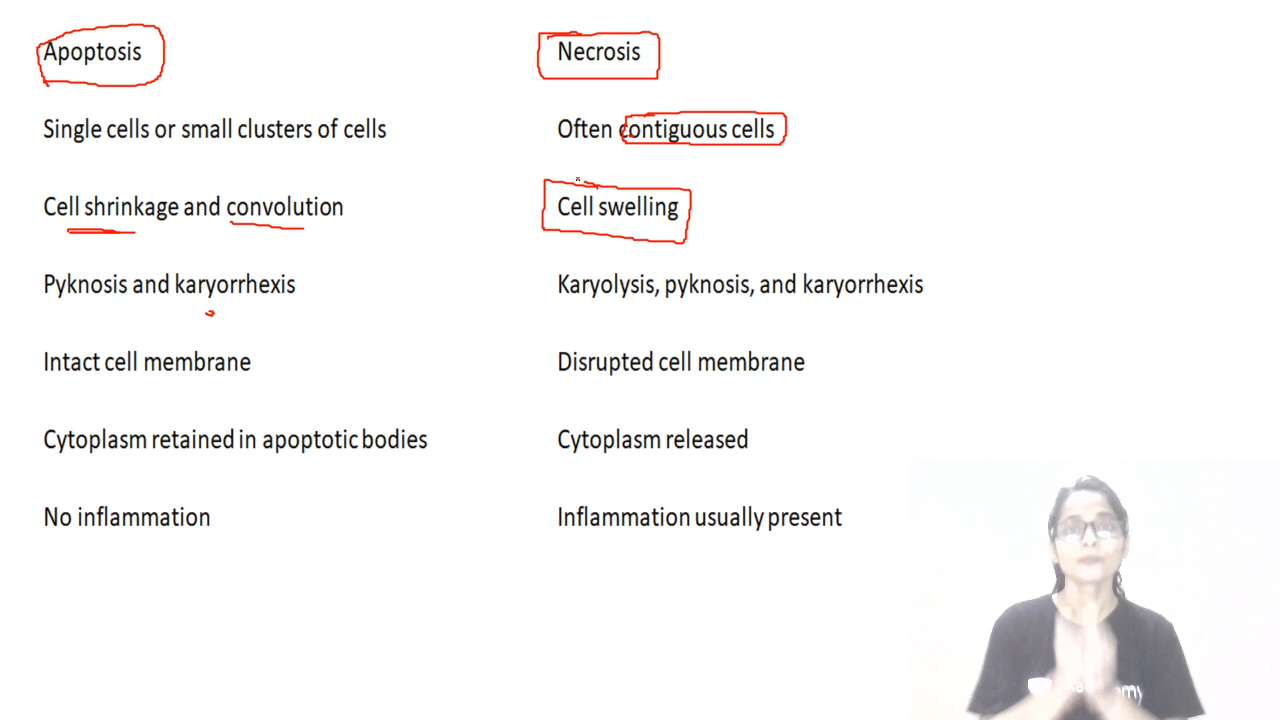 Apoptosis Necrosis
Single cells or small clusters of cells Often contiguous cells
Cell shrinkage and convolution Cell swelling
Pyknosis and karyorrhexis Karyolysis, pyknosis, and karyorrhexis
Intact cell membrane Disrupted cell membrane
Cytoplasm retained in apoptotic bodies Cytoplasm released
No inflammation Inflammation usually present